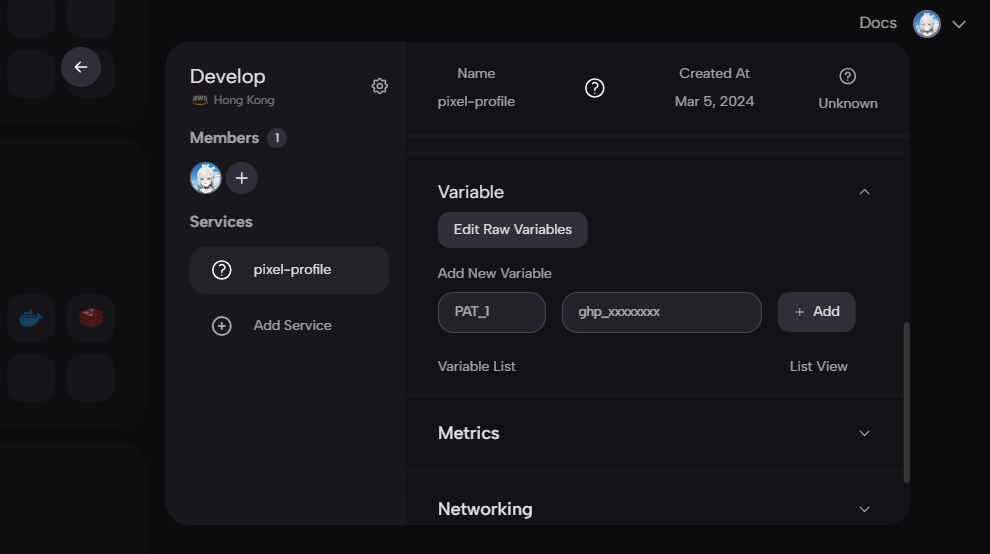 Docs
Develop
aws Hong Kong
Members 1
Services
pixel-profile
Add Service
Name
pixel-profile
Created At
Mar 5, 2024
Unknown
Variable
Edit Raw Variables
Add New Variable
PAT_1 ghp_xxxxxxxx + Add
Variable List List View
Metrics
Networking